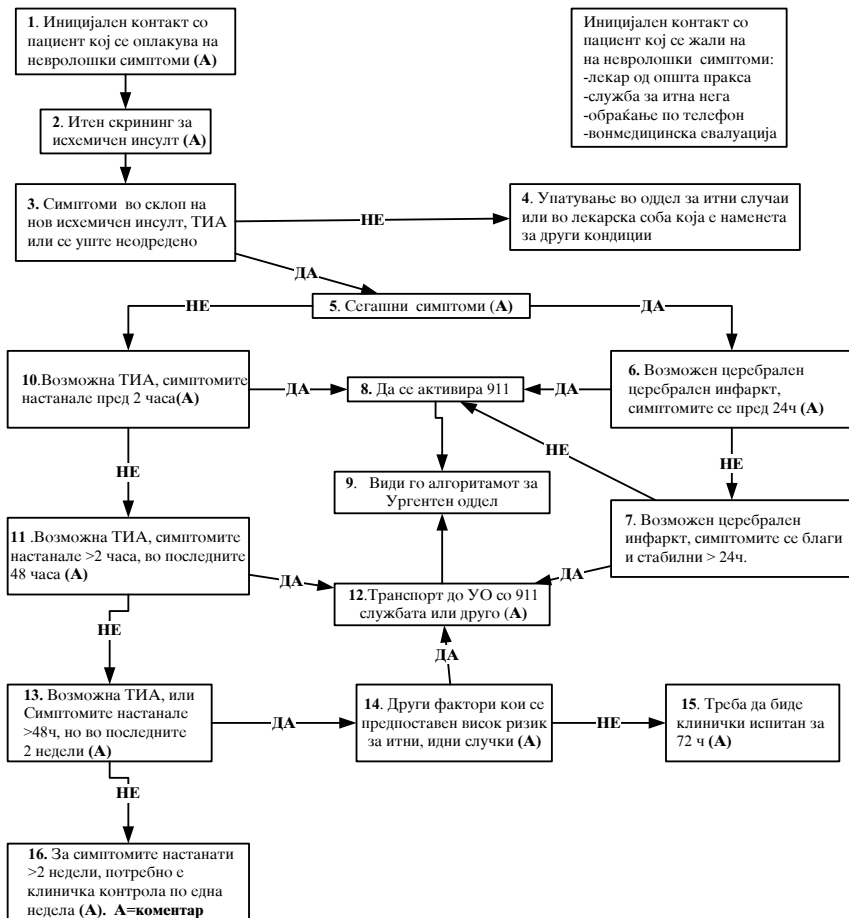 1. Иницијален контакт со
пациент кој се оплакува на
невролошки симптоми (А)
Иницијален контакт со
пациент кој се жали на
на невролошки симптоми:
-лекар од општа пракса
-служба за итна нега
-обраќање по телефон
-вонмедицинска евалуација
2. Итен скрининг за
исхемичен инсулт (А)
3. Симптоми во склоп на
нов исхемичен инсулт, ТИА
или се уште неодредено
НЕ
4. Упатување во оддел за итни случаи
или во лекарска соба која е наменета
за други кондиции
ДА
5. Сегашни симптоми (А)
НЕ
ДА
10.Возможна ТИА, симптомите
настанале пред 2 часа(А)
ДА
8. Да се активира 911
ДА
6. Возможен церебрален
церебрален инфаркт,
симптомите се пред 24ч (А)
НЕ
НЕ
НЕ
9. Види го алгоритамот за
Ургентен оддел
11 .Возможна ТИА, симптомите
настанале >2 часа, во последните
48 часа (А)
7. Возможен церебрален
инфаркт, симптомите се благи
и стабилни > 24ч.
ДА
ДА
12.Транспорт до УО со 911
службата или друго (А)
НЕ
ДА
13. Возможна ТИА, или
Симптомите настанале
>48ч, но во последните
2 недели (А)
ДА
14. Други фактори кои се
предпоставен висок ризик
за итни, идни случки (А)
НЕ
15. Треба да биде
клинички испитан за
72 ч (А)
НЕ
16. За симптомите настанати
>2 недели, потребно е
клиничка контрола по една
недела (А). А=коментар